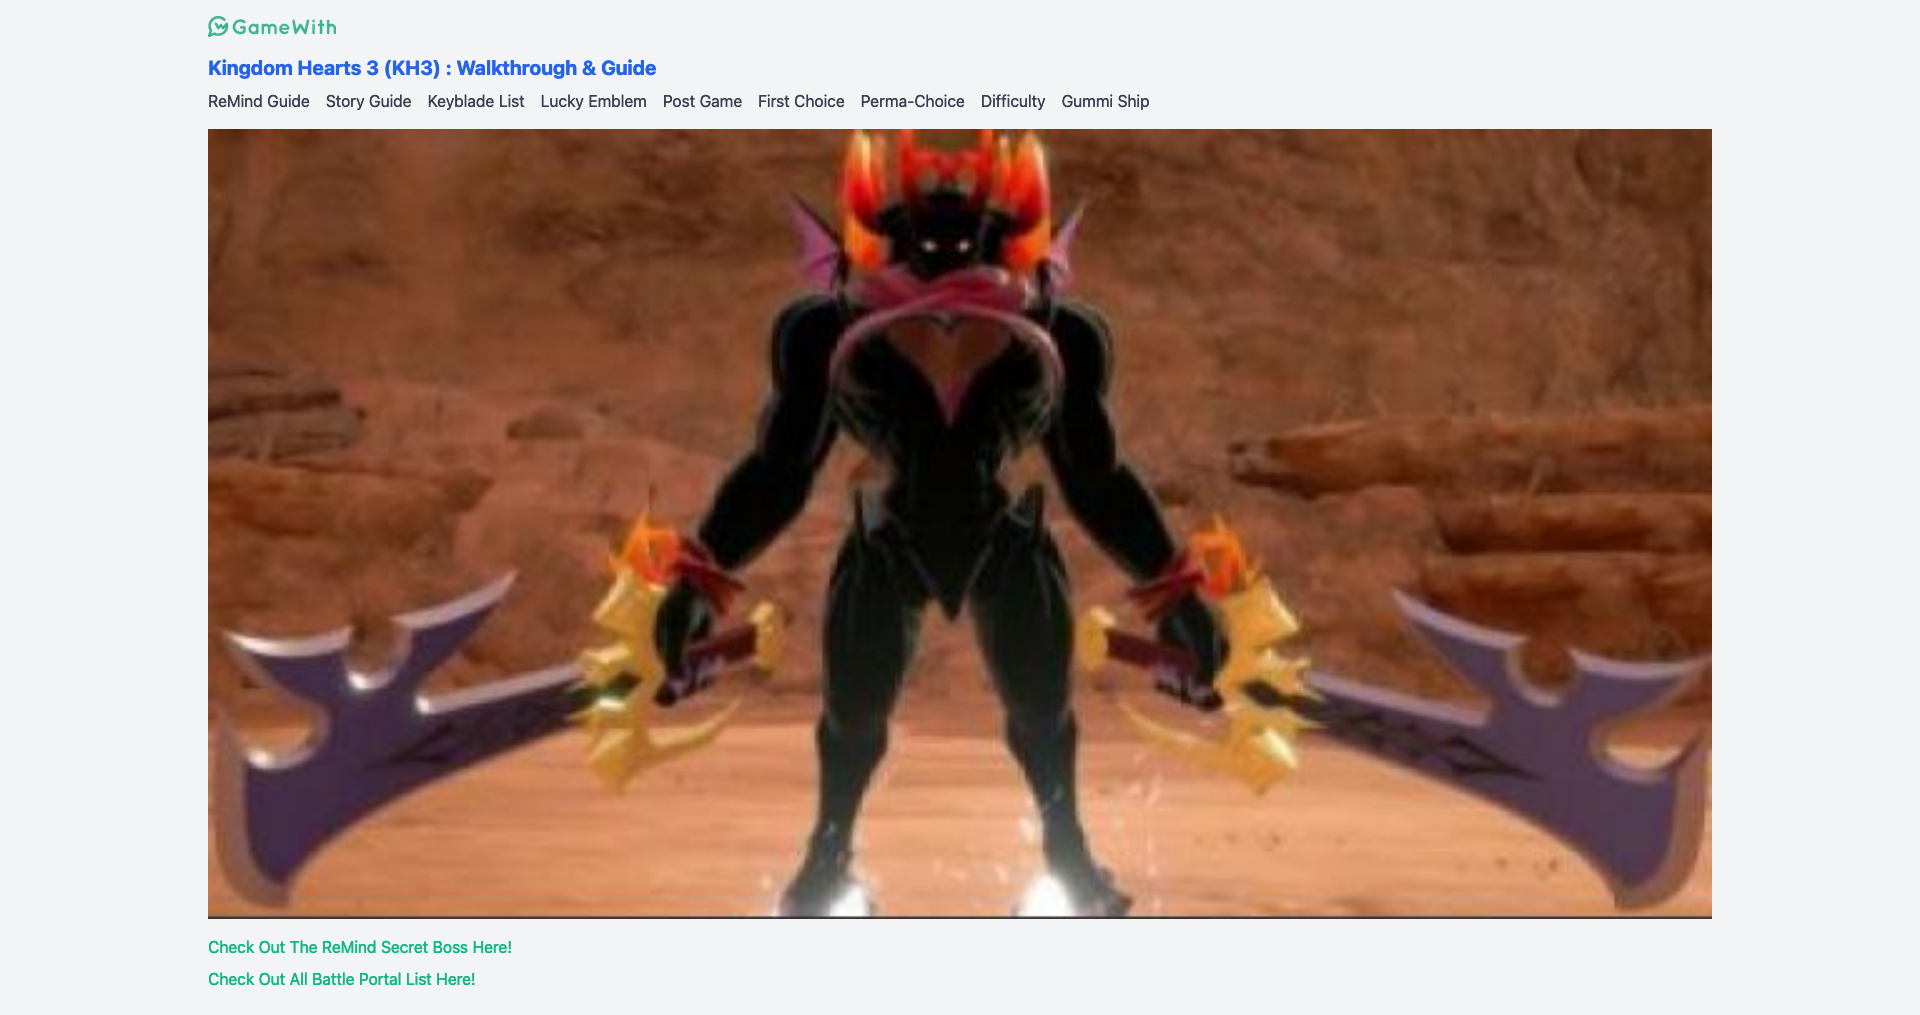 GameWith
Kingdom Hearts 3 (KH3) : Walkthrough & Guide
ReMind Guide Story Guide Keyblade List Lucky Emblem Post Game First Choice Perma-Choice Difficulty Gummi Ship
Check Out The ReMind Secret Boss Here!
Check Out All Battle Portal List Here!